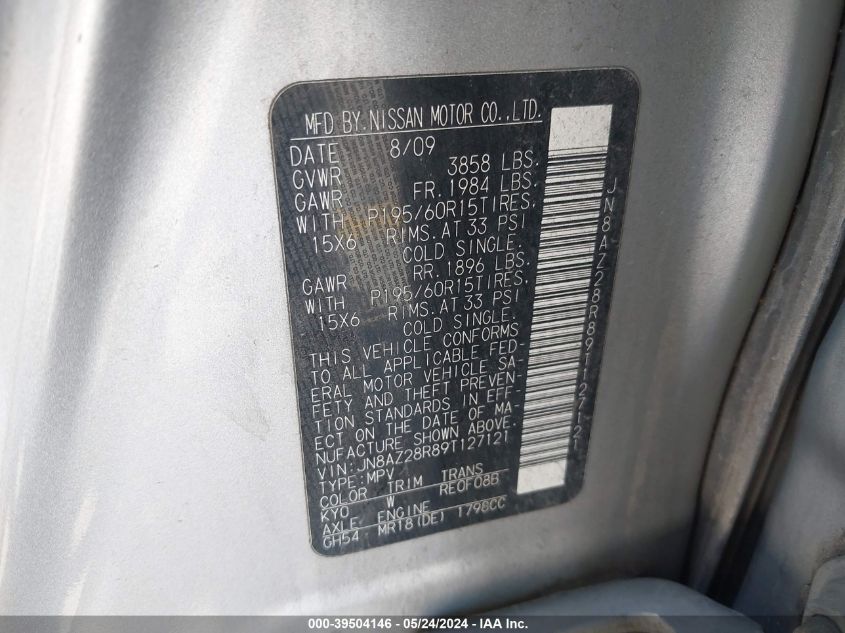 MFD BY.NISSAN MOTOR CO.,LTD.
DATE 8/09
GVWR 3858 LBS.
GAWR FR. 1984 LBS.
WITH P195/60R15TIRES.
15X6 RIMS.AT 33 PSI
COLD SINGLE.
GAWR RR. 1896 LBS.
WITH P195/60R15TIRES.
15X6 RIMS.AT 33 PSI
COLD SINGLE.
THIS VEHICLE CONFORMS
TO ALL APPLICABLE FED-
ERAL MOTOR VEHICLE SA-
FETY AND THEFT PREVEN-
TION STANDARDS IN EFF-
ECT ON THE DATE OF MA-
NUFACTURE SHOWN ABOVE.
VIN:JN8AZ28R89T127121
TYPE:MPV
COLOR TRIM TRANS
KYO W RE0F08B
AXLE ENGINE
GH54 MR18(DE) 1798CC
JN8AZ28R89T127121
000-39504146 - 05/24/2024 - IAAI.COM